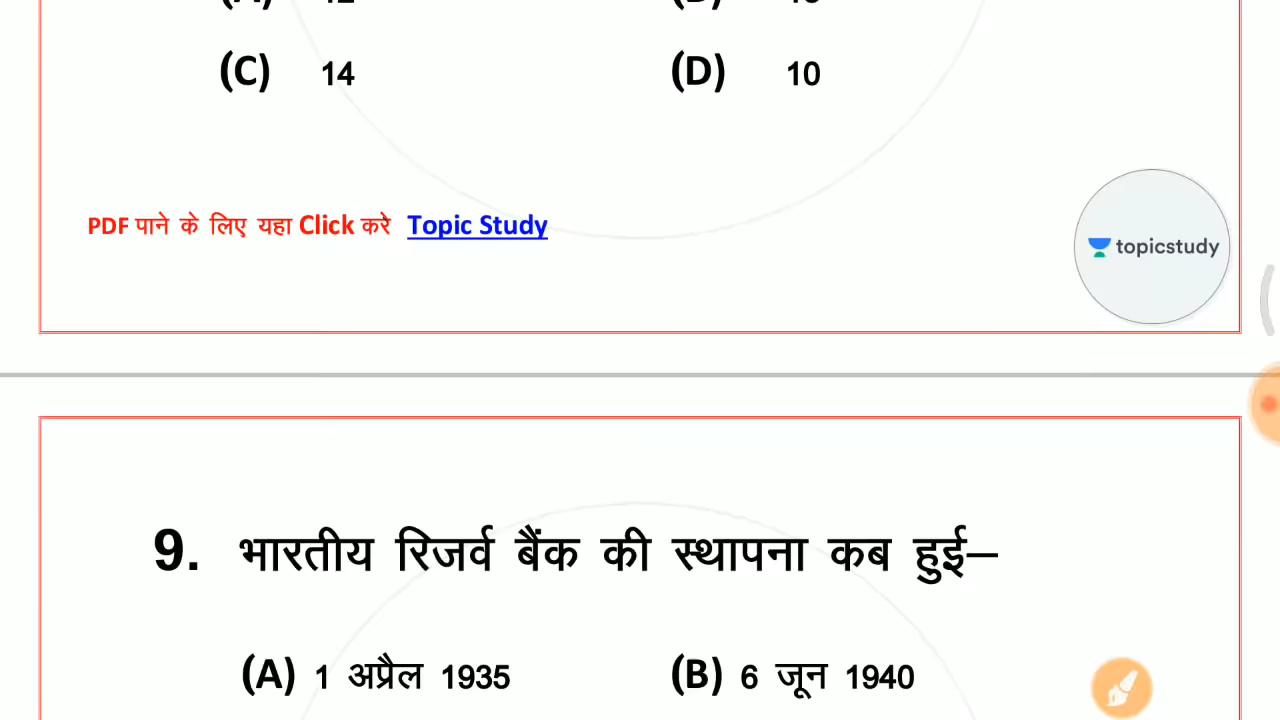 (C) 14 (D) 10
PDF पाने के लिए यहा Click करे Topic Study
topicstudy
9. भारतीय रिजर्व बैंक की स्थापना कब हुई–
(A) 1 अप्रैल 1935 (B) 6 जून 1940